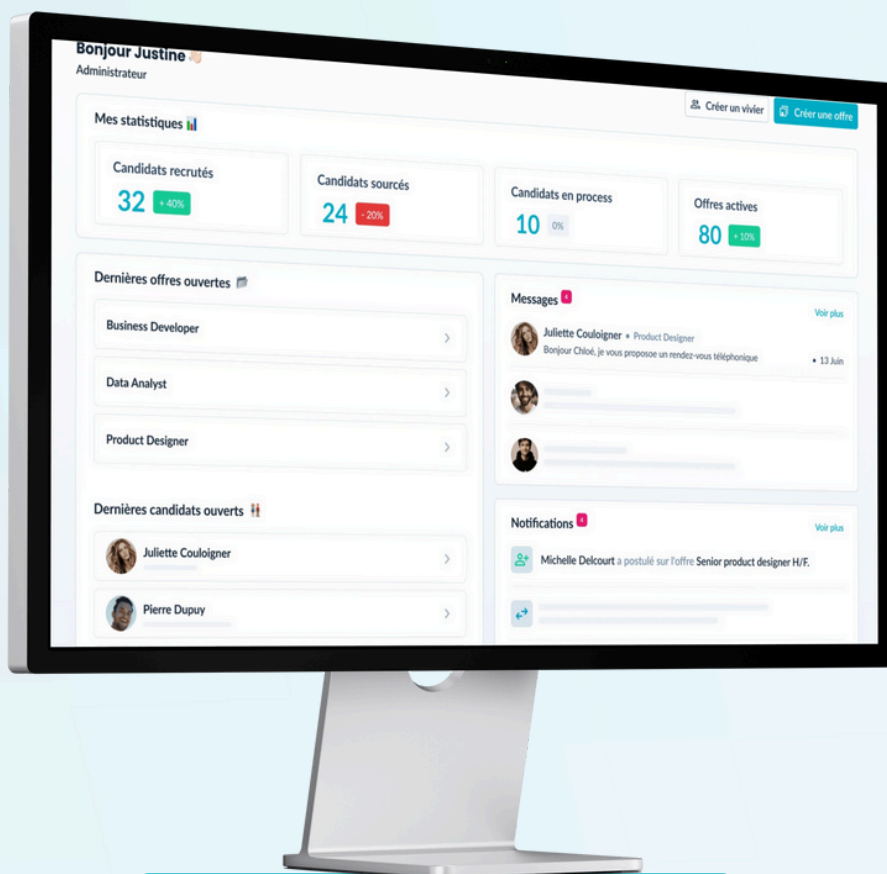 Bonjour Justine 👋🏻
Administrateur
Créer un vivier
Créer une offre
Mes statistiques 📊
Candidats recrutés
32 + 40%
Candidats sourcés
24 - 20%
Candidats en process
10 0%
Offres actives
80 + 10%
Dernières offres ouvertes
Business Developer
Data Analyst
Product Designer
Dernières candidats ouverts
Juliette Couloigner
Pierre Dupuy
Messages 4
Voir plus
Juliette Couloigner • Product Designer
Bonjour Chloé, je vous proposoe un rendez-vous téléphonique • 13 Juin
Notifications 4
Voir plus
Michelle Delcourt a postulé sur l'offre Senior product designer H/F.